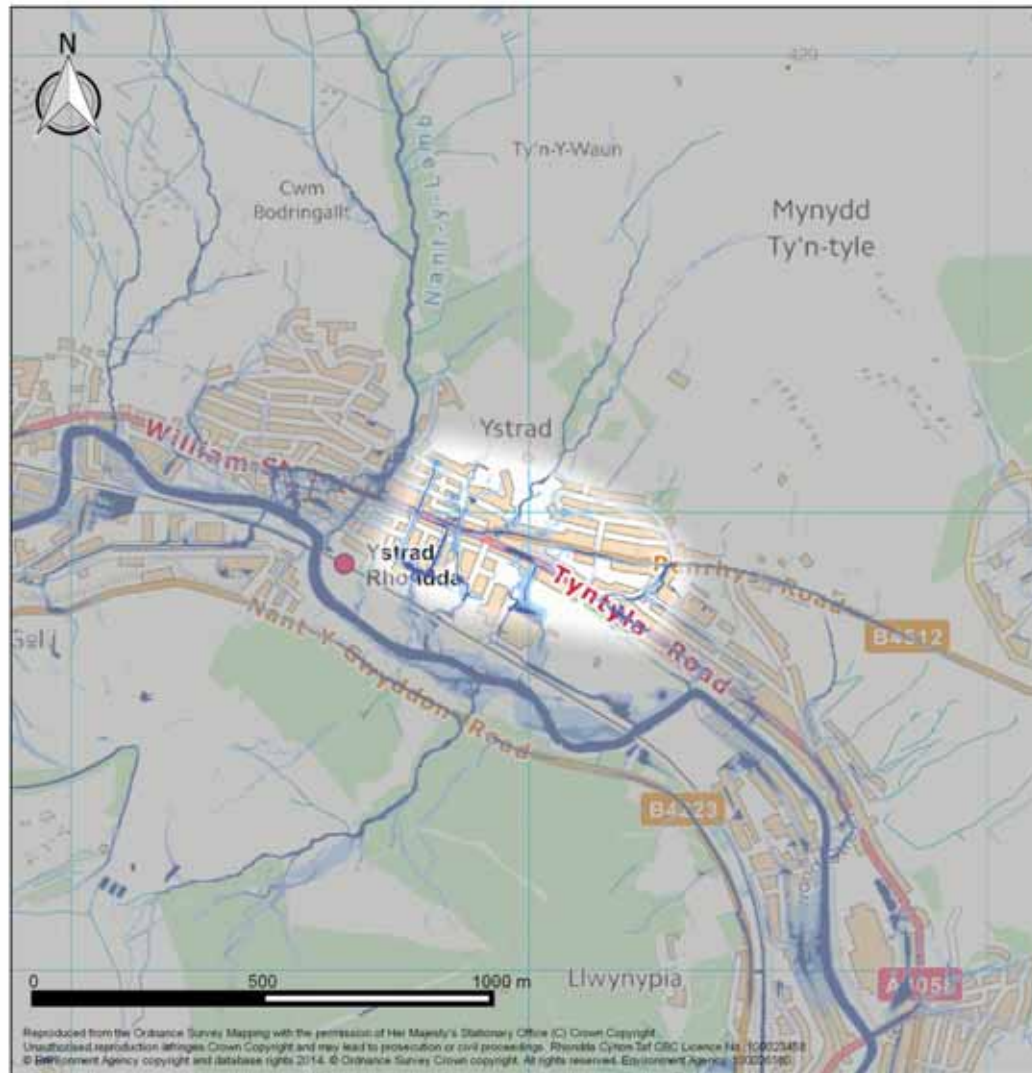 N
420
Ty'n-Y-Waun
Nant-y-Lamb
Cwm
Bodringallt
Mynydd
Ty'n-tyle
Ystrad
William St
Ystrad
Rhondda
Tyntyla Road
Penrhys Road
B4512
Nant-Y-Gwyddon Road
B4223
Llwynypia
A4058
0 500 1000 m
Reproduced from the Ordnance Survey Mapping with the permission of Her Majesty's Stationary Office (C) Crown Copyright
Unauthorised reproduction infringes Crown Copyright and may lead to prosecution or civil proceedings. Rhondda Cynon Taf CBC Licence No. 100023458
© Environment Agency copyright and database rights 2014. © Ordnance Survey Crown copyright. All rights reserved. Environment Agency, 100026380